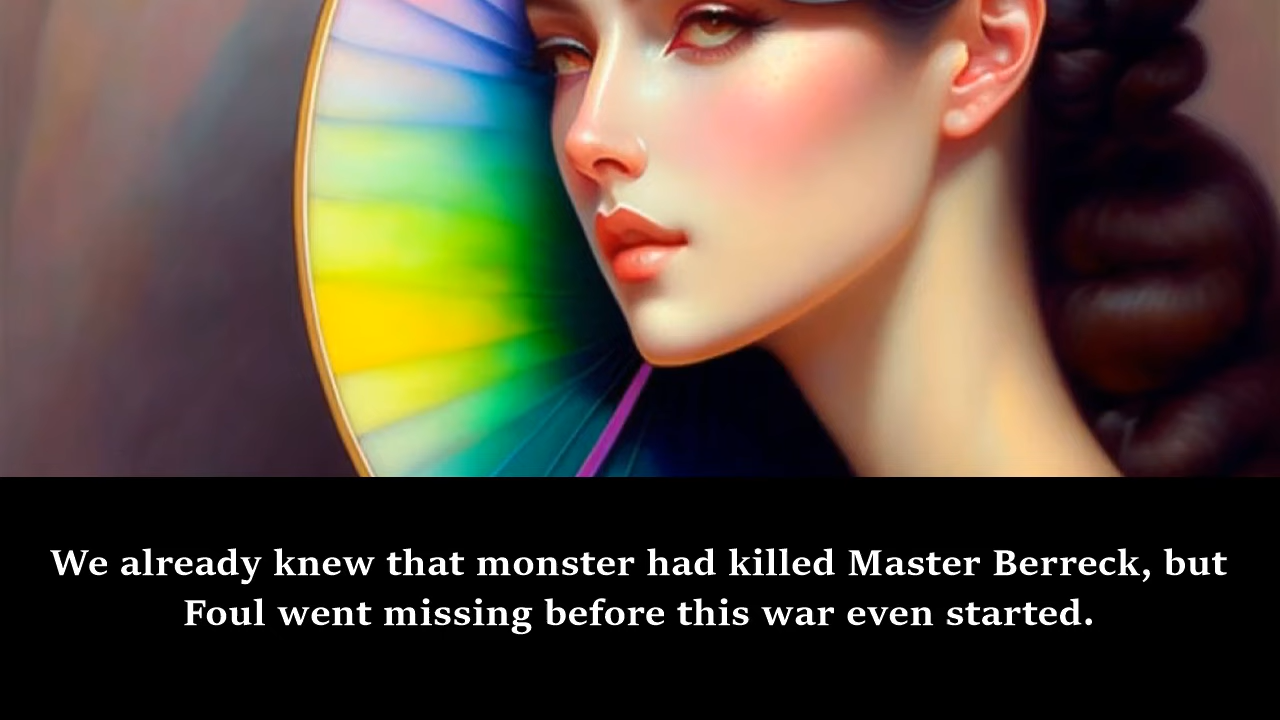 We already knew that monster had killed Master Berreck, but
Foul went missing before this war even started.